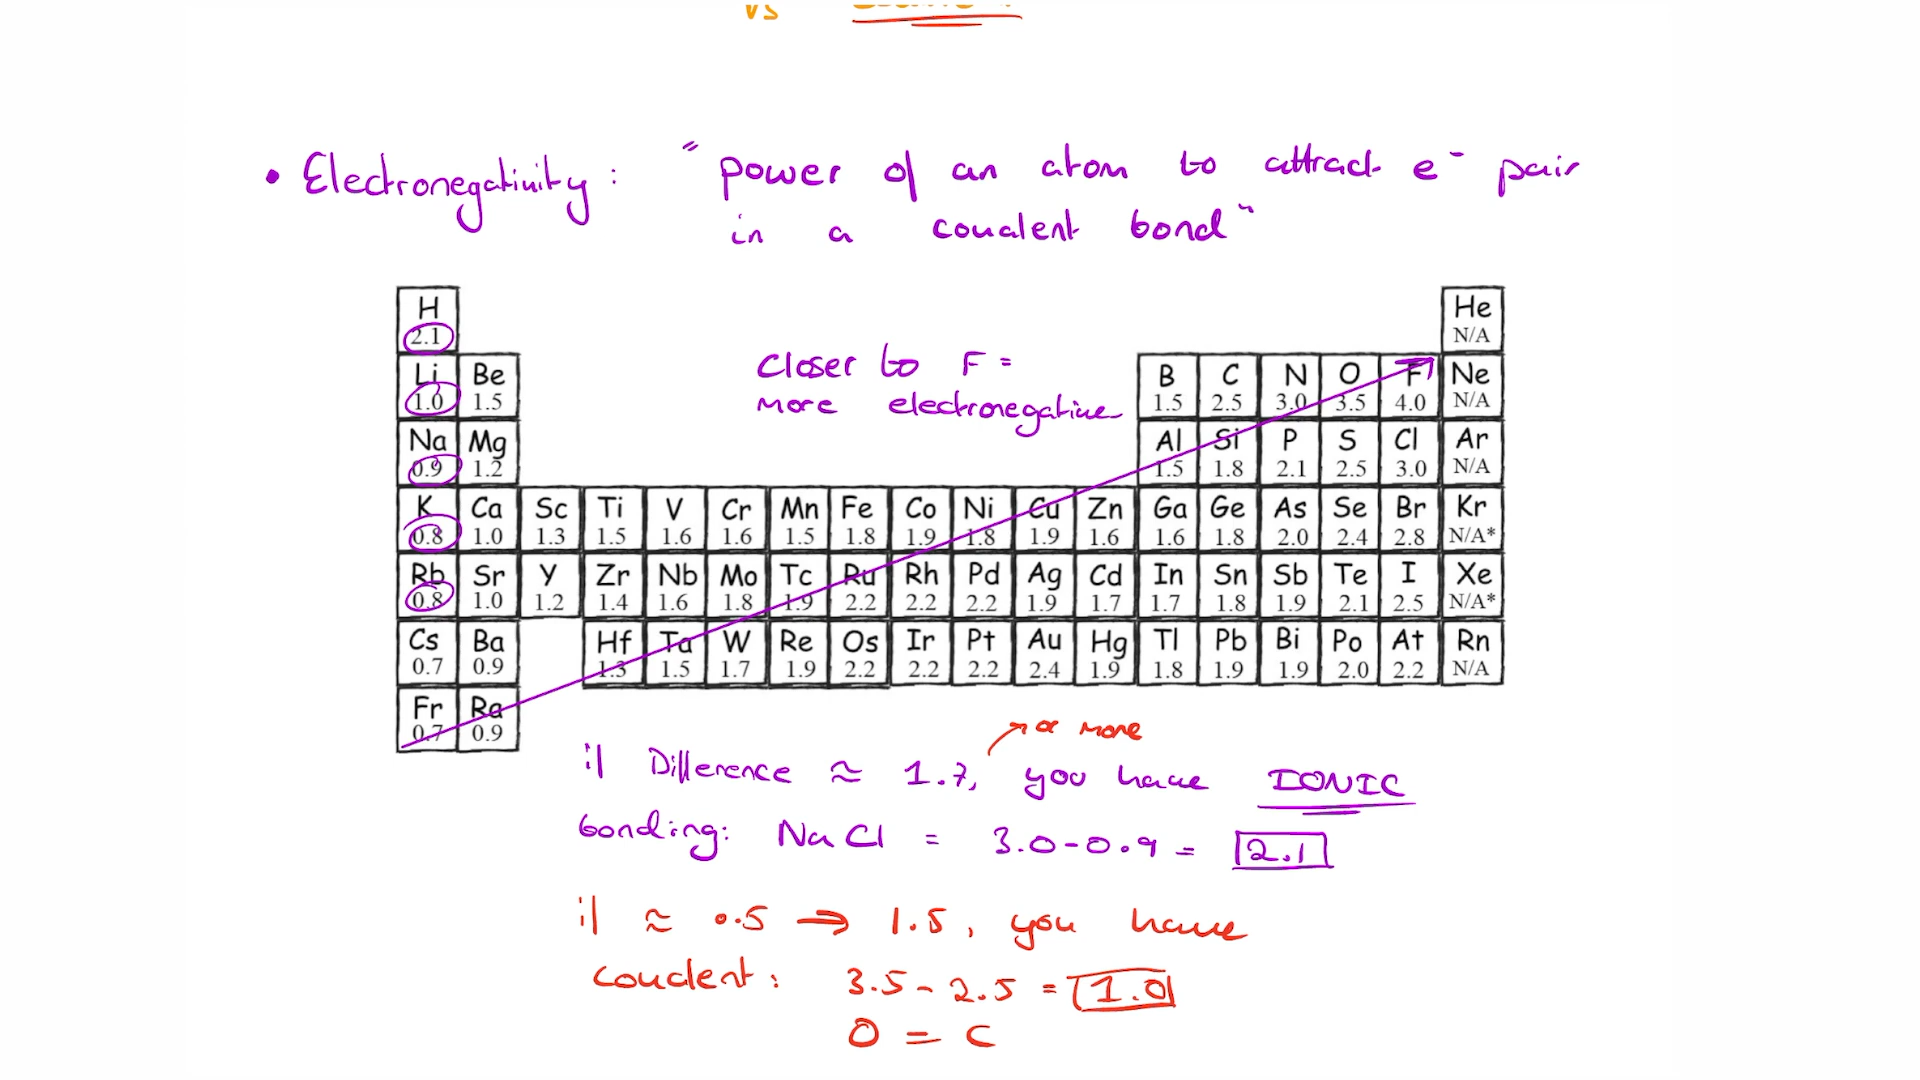 vs
• Electronegativity: "power of an atom to attract e⁻ pair
in a covalent bond"
H He
2.1 N/A
Closer to F =
more electronegative
Li Be B C N O F Ne
1.0 1.5 1.5 2.5 3.0 3.5 4.0 N/A
Na Mg Al Si P S Cl Ar
0.9 1.2 1.5 1.8 2.1 2.5 3.0 N/A
K Ca Sc Ti V Cr Mn Fe Co Ni Cu Zn Ga Ge As Se Br Kr
0.8 1.0 1.3 1.5 1.6 1.6 1.5 1.8 1.9 1.8 1.9 1.6 1.6 1.8 2.0 2.4 2.8 N/A*
Rb Sr Y Zr Nb Mo Tc Ru Rh Pd Ag Cd In Sn Sb Te I Xe
0.8 1.0 1.2 1.4 1.6 1.8 1.9 2.2 2.2 2.2 1.9 1.7 1.7 1.8 1.9 2.1 2.5 N/A*
Cs Ba Hf Ta W Re Os Ir Pt Au Hg Tl Pb Bi Po At Rn
0.7 0.9 1.3 1.5 1.7 1.9 2.2 2.2 2.2 2.4 1.9 1.8 1.9 1.9 2.0 2.2 N/A
Fr Ra
0.7 0.9
→ or more
if Difference ≈ 1.7, you have IONIC
bonding: NaCl = 3.0-0.9 = 2.1
if ≈ 0.5 → 1.5, you have
covalent: 3.5-2.5 = 1.0
O = C